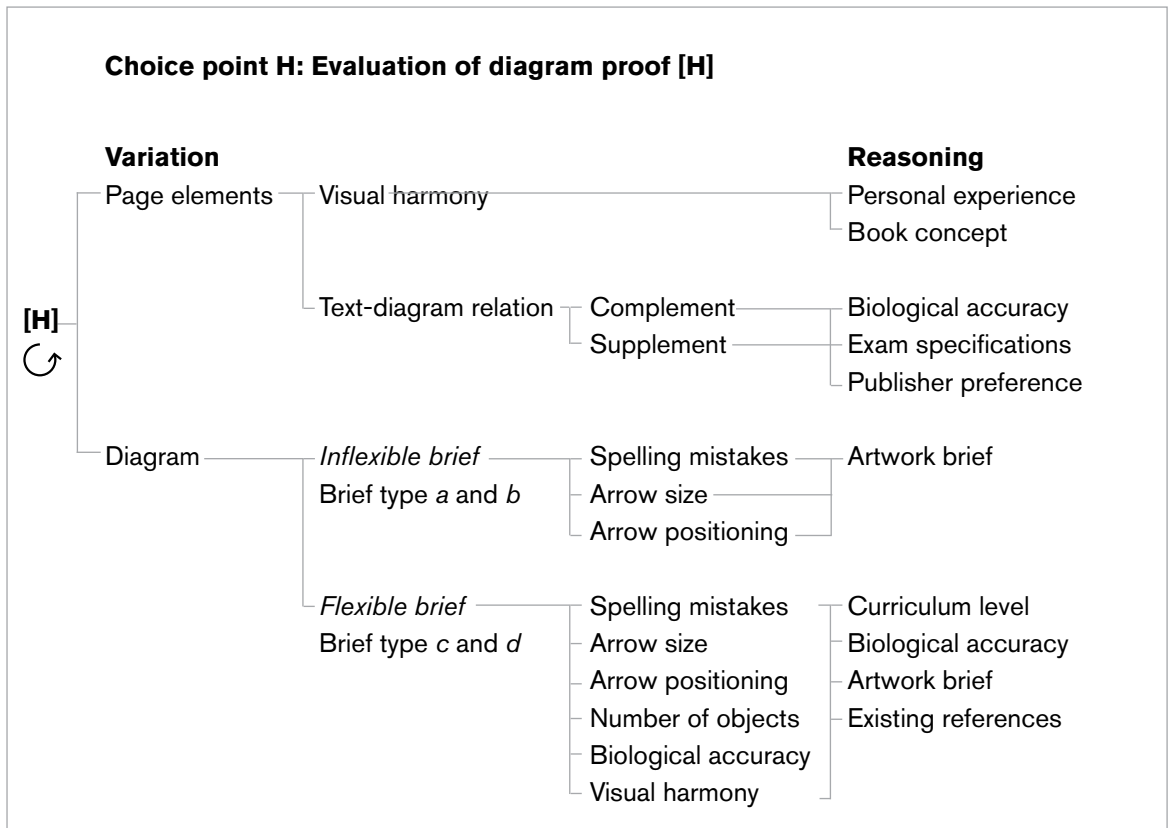 Choice point H: Evaluation of diagram proof [H]
Variation Reasoning
Page elements Visual harmony Personal experience
Book concept
Text-diagram relation Complement Biological accuracy
[H]
Supplement Exam specifications
Publisher preference
Diagram Inflexible brief Spelling mistakes Artwork brief
Brief type a and b Arrow size
Arrow positioning
Flexible brief Spelling mistakes Curriculum level
Brief type c and d Arrow size Biological accuracy
Arrow positioning Artwork brief
Number of objects Existing references
Biological accuracy
Visual harmony